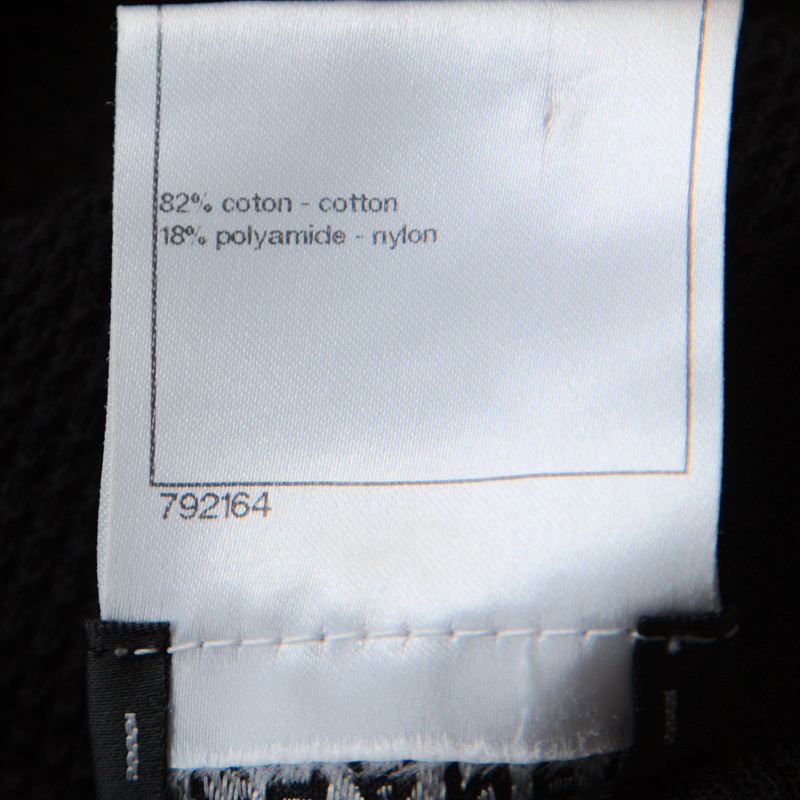 82% coton - cotton
18% polyamide - nylon
792164